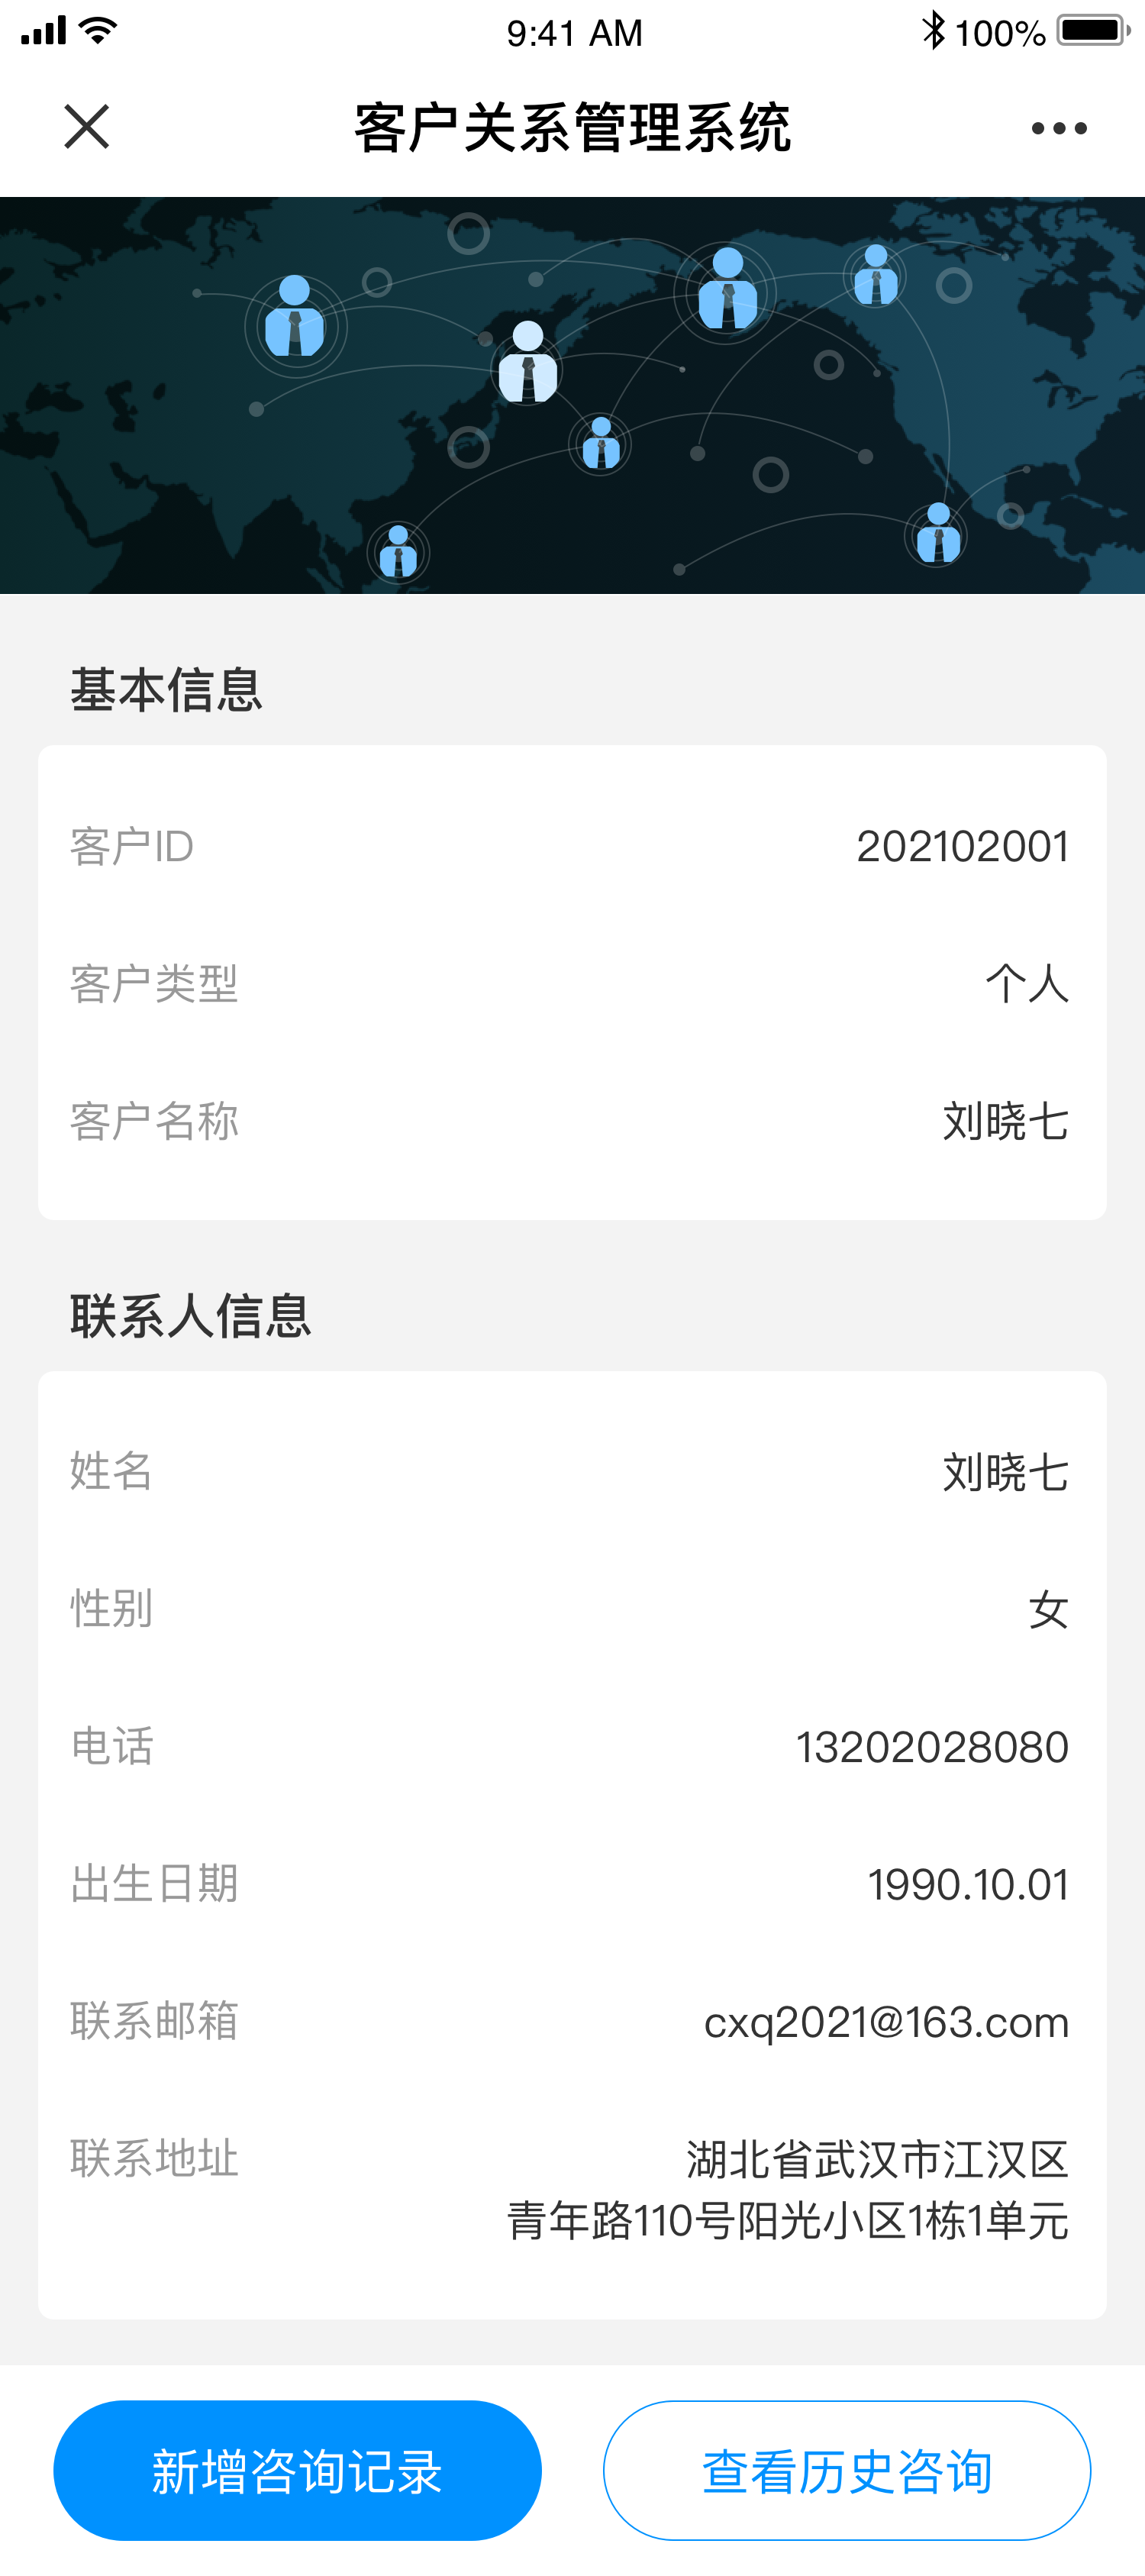 9:41 AM
100%
客户关系管理系统
基本信息
客户ID 202102001
客户类型 个人
客户名称 刘晓七
联系人信息
姓名 刘晓七
性别 女
电话 13202028080
出生日期 1990.10.01
联系邮箱 cxq2021@163.com
联系地址 湖北省武汉市江汉区
青年路110号阳光小区1栋1单元
新增咨询记录 查看历史咨询